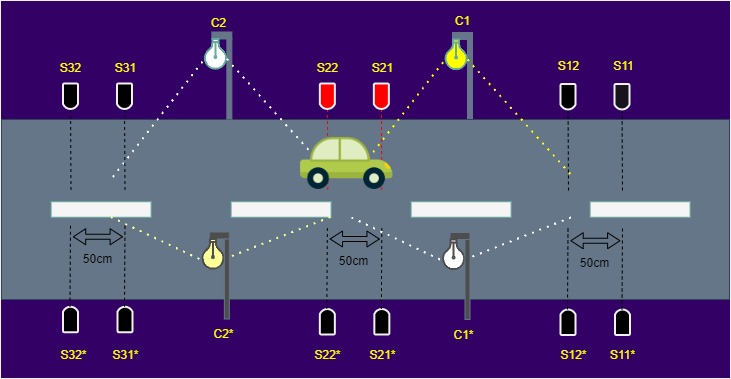 C2 C1
S32 S31 S22 S21 S12 S11
50cm 50cm 50cm
C2* C1*
S32* S31* S22* S21* S12* S11*